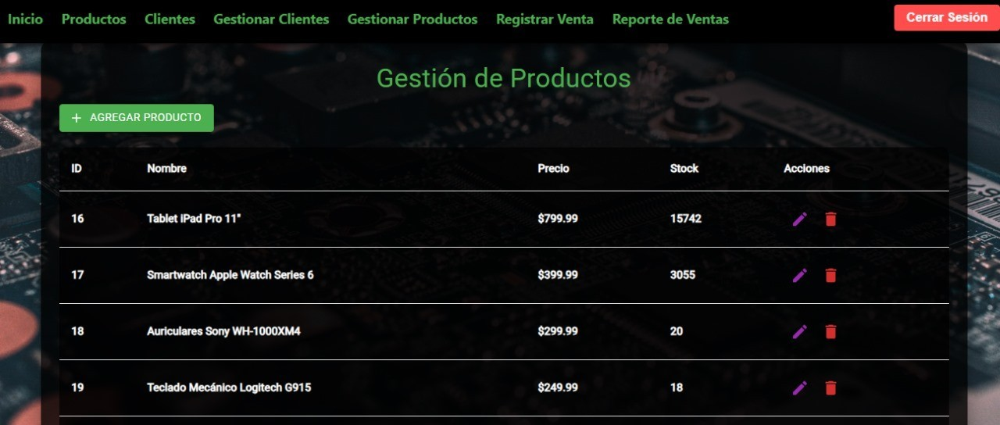 Inicio Productos Clientes Gestionar Clientes Gestionar Productos Registrar Venta Reporte de Ventas Cerrar Sesión
Gestión de Productos
+ AGREGAR PRODUCTO
ID Nombre Precio Stock Acciones
16 Tablet iPad Pro 11" $799.99 15742
17 Smartwatch Apple Watch Series 6 $399.99 3055
18 Auriculares Sony WH-1000XM4 $299.99 20
19 Teclado Mecánico Logitech G915 $249.99 18